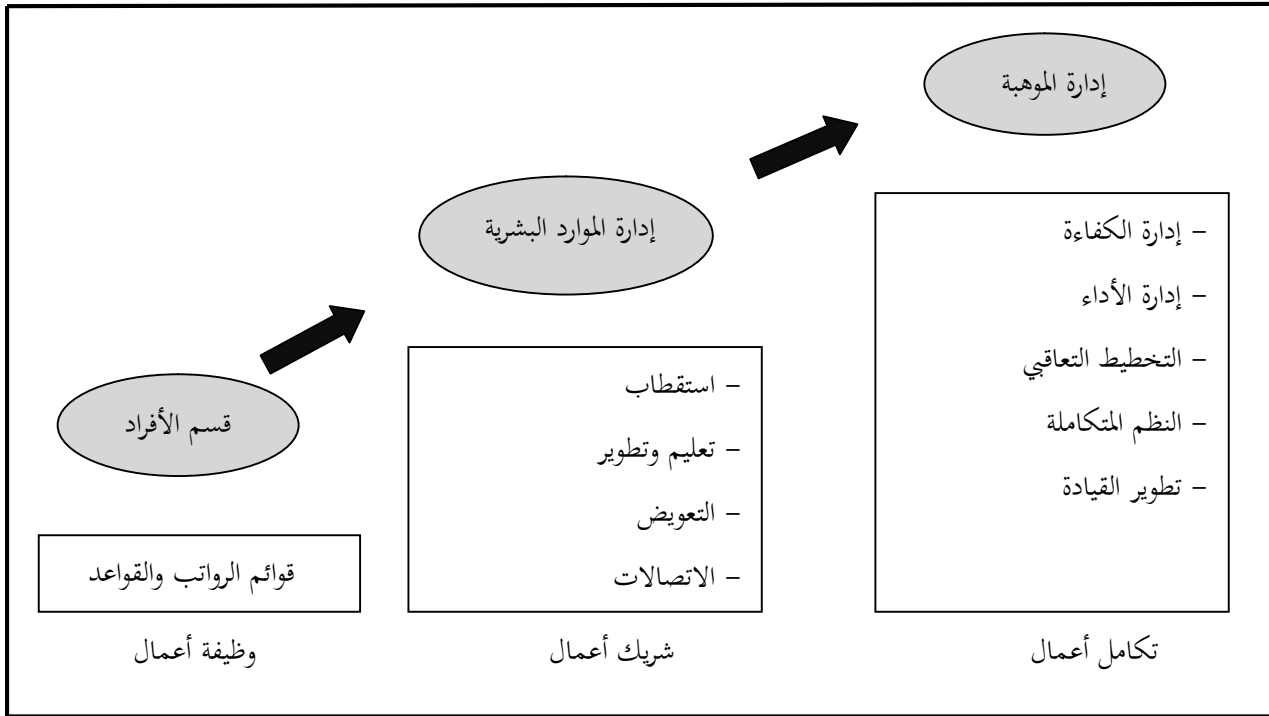 إدارة الموهبة
– إدارة الكفاءة
– إدارة الأداء
– التخطيط التعاقبي
– النظم المتكاملة
– تطوير القيادة
تكامل أعمال
إدارة الموارد البشرية
– استقطاب
– تعليم وتطوير
– التعويض
– الاتصالات
شريك أعمال
قسم الأفراد
قوائم الرواتب والقواعد
وظيفة أعمال